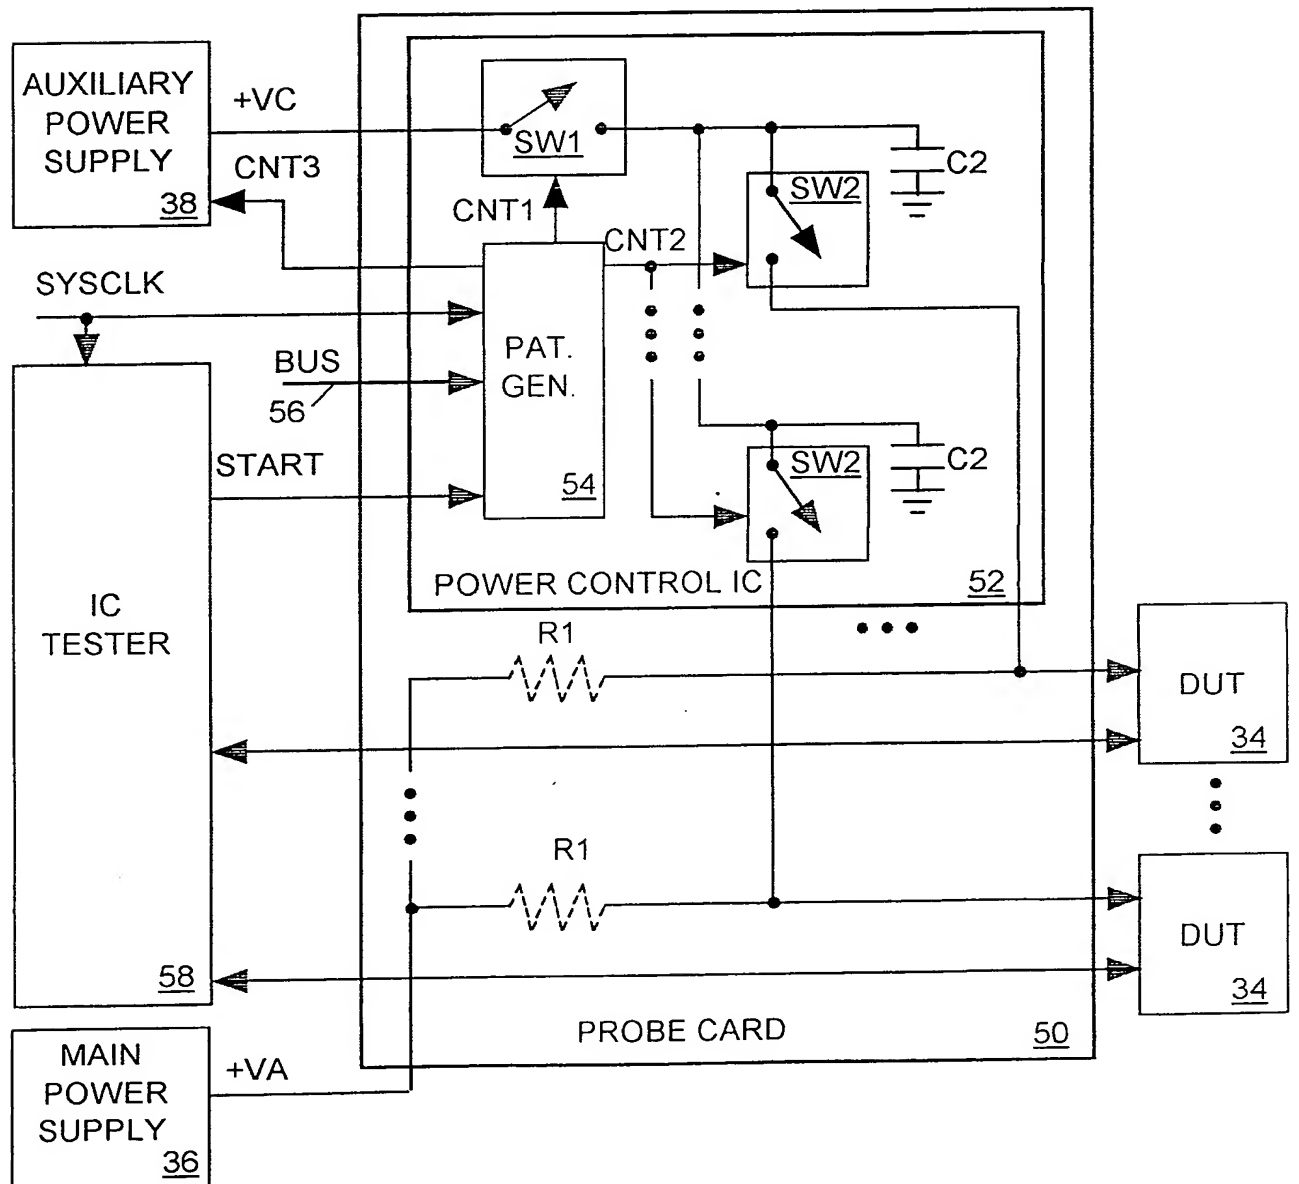 AUXILIARY
POWER
SUPPLY
38
+VC
CNT3
SW1
CNT1
CNT2
SW2
C2
SYSCLK
BUS
56
START
PAT.
GEN.
54
SW2
C2
POWER CONTROL IC
52
IC
TESTER
58
R1
DUT
34
R1
DUT
34
PROBE CARD
50
MAIN
POWER
SUPPLY
36
+VA